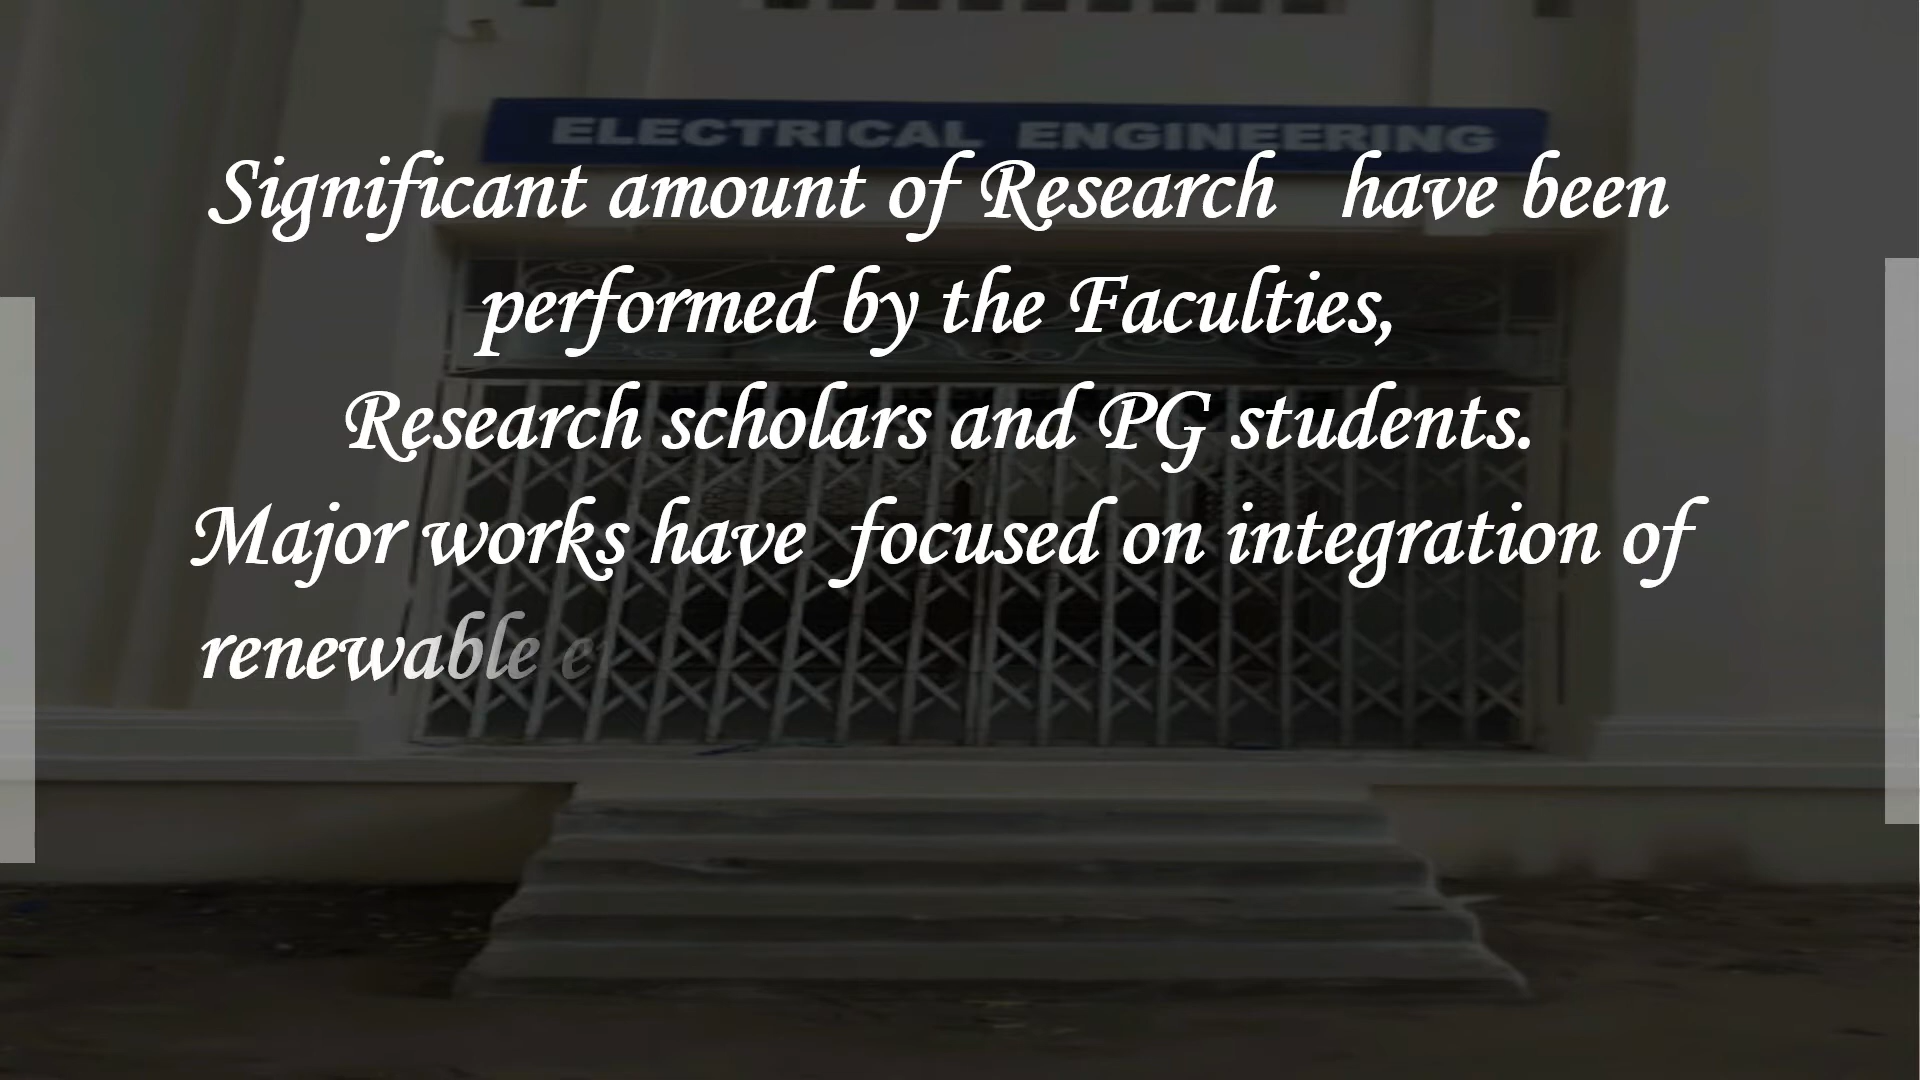 ELECTRICAL ENGINEERING
Significant amount of Research have been
performed by the Faculties,
Research scholars and PG students.
Major works have focused on integration of
renewable